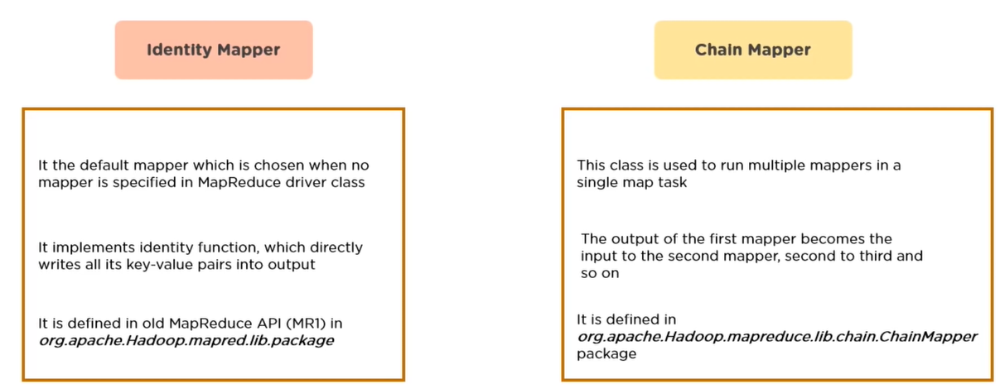 Identity Mapper
It the default mapper which is chosen when no
mapper is specified in MapReduce driver class
It implements identity function, which directly
writes all its key-value pairs into output
It is defined in old MapReduce API (MR1) in
org.apache.Hadoop.mapred.lib.package
Chain Mapper
This class is used to run multiple mappers in a
single map task
The output of the first mapper becomes the
input to the second mapper, second to third and
so on
It is defined in
org.apache.Hadoop.mapreduce.lib.chain.ChainMapper
package